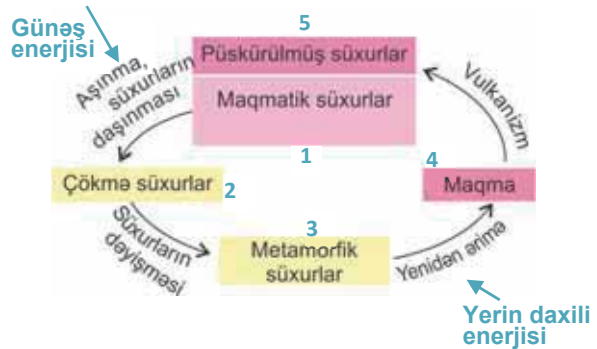 Günəş
enerjisi
5
Püskürülmüş süxurlar
Aşınma,
süxurların
daşınması
Maqmatik süxurlar
Vulkanizm
1
4
Çökmə süxurlar
2
Maqma
3
Süxurların
dəyişməsi
Metamorfik
süxurlar
Yenidən ərimə
Yerin daxili
enerjisi